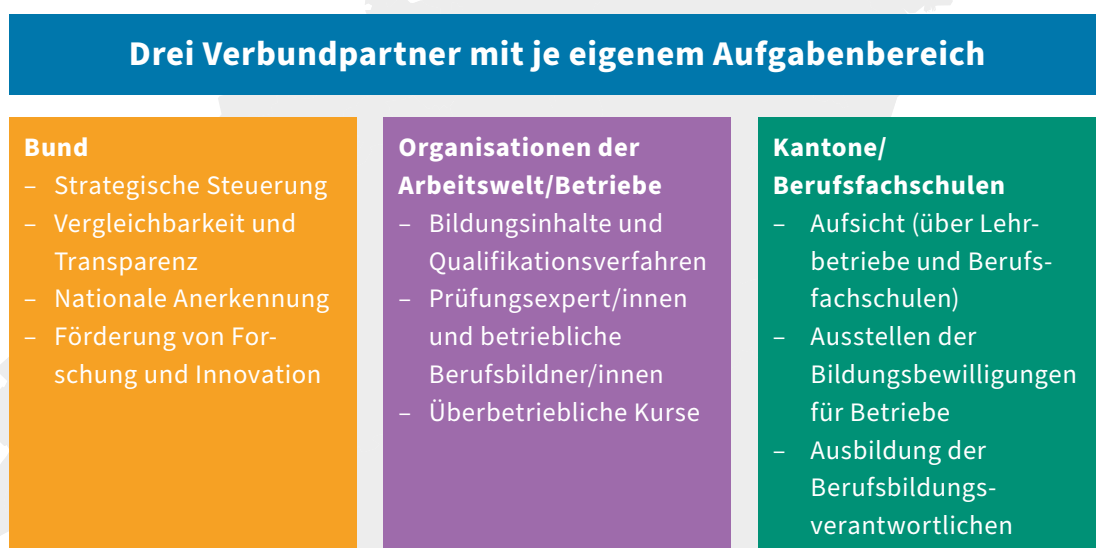 Drei Verbundpartner mit je eigenem Aufgabenbereich
Bund
– Strategische Steuerung
– Vergleichbarkeit und
Transparenz
– Nationale Anerkennung
– Förderung von For-
schung und Innovation
Organisationen der
Arbeitswelt/Betriebe
– Bildungsinhalte und
Qualifikationsverfahren
– Prüfungsexpert/innen
und betriebliche
Berufsbildner/innen
– Überbetriebliche Kurse
Kantone/
Berufsfachschulen
– Aufsicht (über Lehr-
betriebe und Berufs-
fachschulen)
– Ausstellen der
Bildungsbewilligungen
für Betriebe
– Ausbildung der
Berufsbildungs-
verantwortlichen